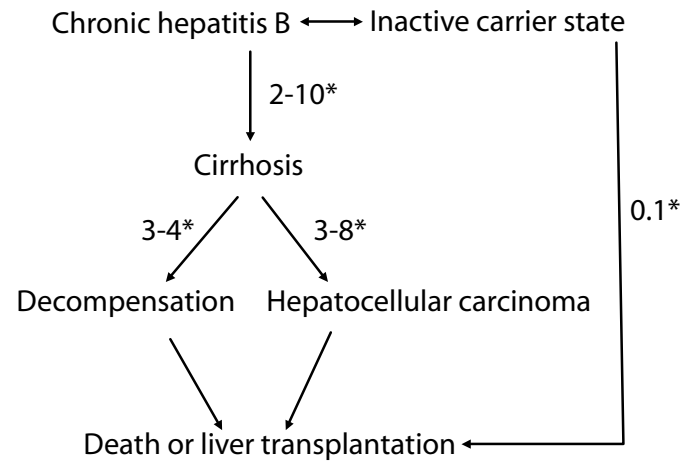 Chronic hepatitis B
Inactive carrier state
2-10*
Cirrhosis
0.1*
3-4*
3-8*
Decompensation
Hepatocellular carcinoma
Death or liver transplantation